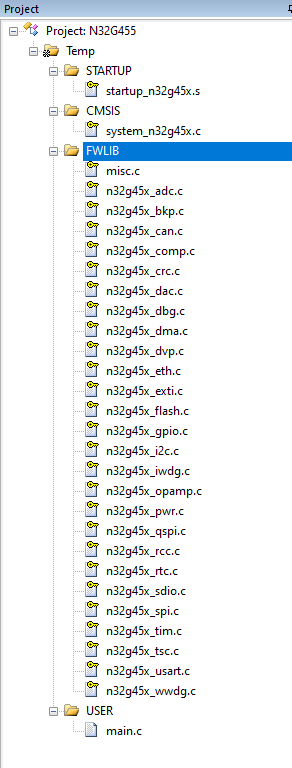 Project
Project: N32G455
Temp
STARTUP
startup_n32g45x.s
CMSIS
system_n32g45x.c
FWLIB
misc.c
n32g45x_adc.c
n32g45x_bkp.c
n32g45x_can.c
n32g45x_comp.c
n32g45x_crc.c
n32g45x_dac.c
n32g45x_dbg.c
n32g45x_dma.c
n32g45x_dvp.c
n32g45x_eth.c
n32g45x_exti.c
n32g45x_flash.c
n32g45x_gpio.c
n32g45x_i2c.c
n32g45x_iwdg.c
n32g45x_opamp.c
n32g45x_pwr.c
n32g45x_qspi.c
n32g45x_rcc.c
n32g45x_rtc.c
n32g45x_sdio.c
n32g45x_spi.c
n32g45x_tim.c
n32g45x_tsc.c
n32g45x_usart.c
n32g45x_wwdg.c
USER
main.c